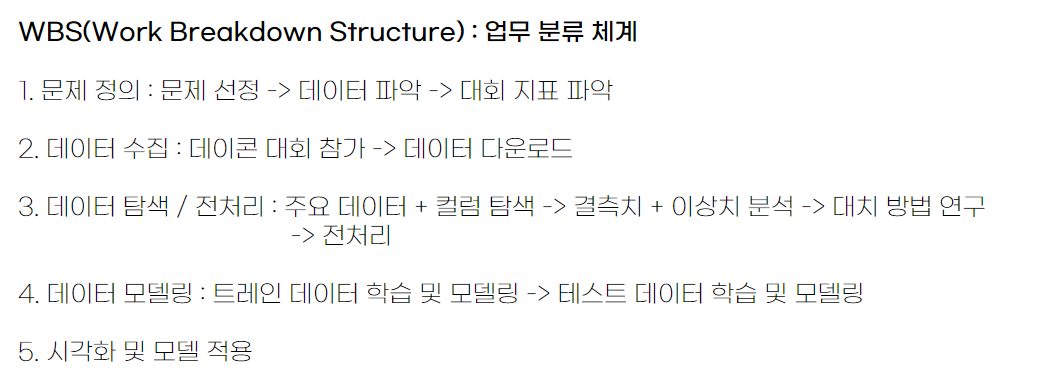 WBS(Work Breakdown Structure) : 업무 분류 체계
1. 문제 정의 : 문제 선정 -> 데이터 파악 -> 대회 지표 파악
2. 데이터 수집 : 데이콘 대회 참가 -> 데이터 다운로드
3. 데이터 탐색 / 전처리 : 주요 데이터 + 컬럼 탐색 -> 결측치 + 이상치 분석 -> 대치 방법 연구
-> 전처리
4. 데이터 모델링 : 트레인 데이터 학습 및 모델링 -> 테스트 데이터 학습 및 모델링
5. 시각화 및 모델 적용